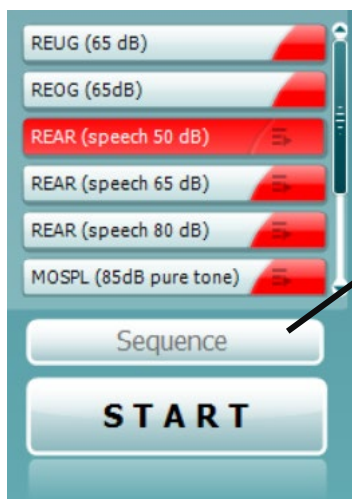 REUG (65 dB)
REOG (65dB)
REAR (speech 50 dB)
REAR (speech 65 dB)
REAR (speech 80 dB)
MOSPL (85dB pure tone)
Sequence
START